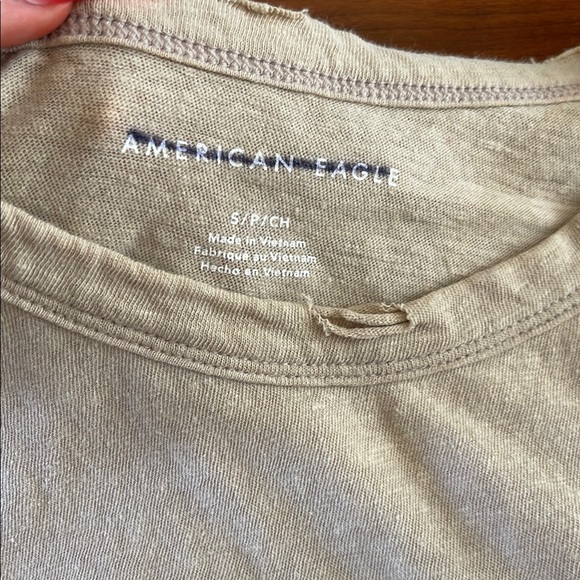 AMERICAN EAGLE
S/P/CH
Made in Vietnam
Fabriqué au Vietnam
Hecho en Vietnam